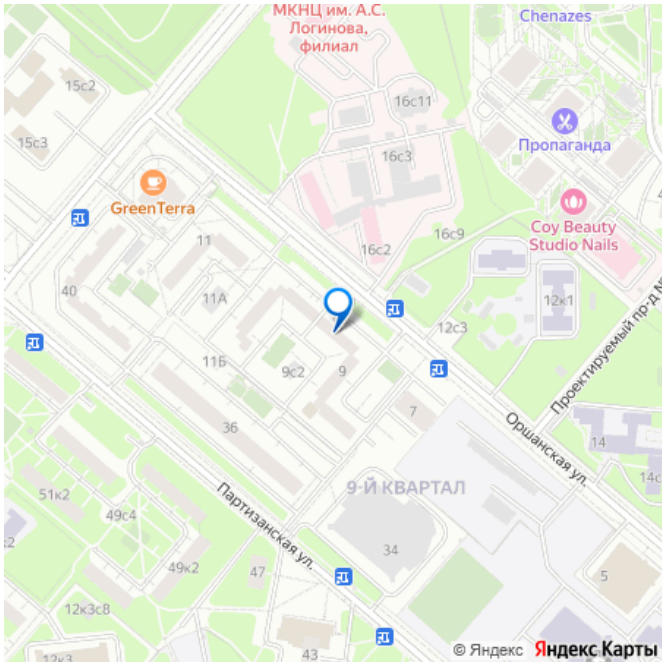 МКНЦ им. А.С.
Логинова,
филиал
Chenazes
15с2
16с11
15с3
Пропаганда
16с3
GreenTerra
Coy Beauty
Studio Nails
11
16с2
16с9
40
11А
12к1
12с3
Проектируемый пр-д №
11Б
9с2
9
7
36
Оршанская ул.
14
14с
9-Й КВАРТАЛ
51к2
49с4
Партизанская ул.
34
к2
49к2
47
5
12к3с8
12к3
43
© Яндекс Яндекс Карты